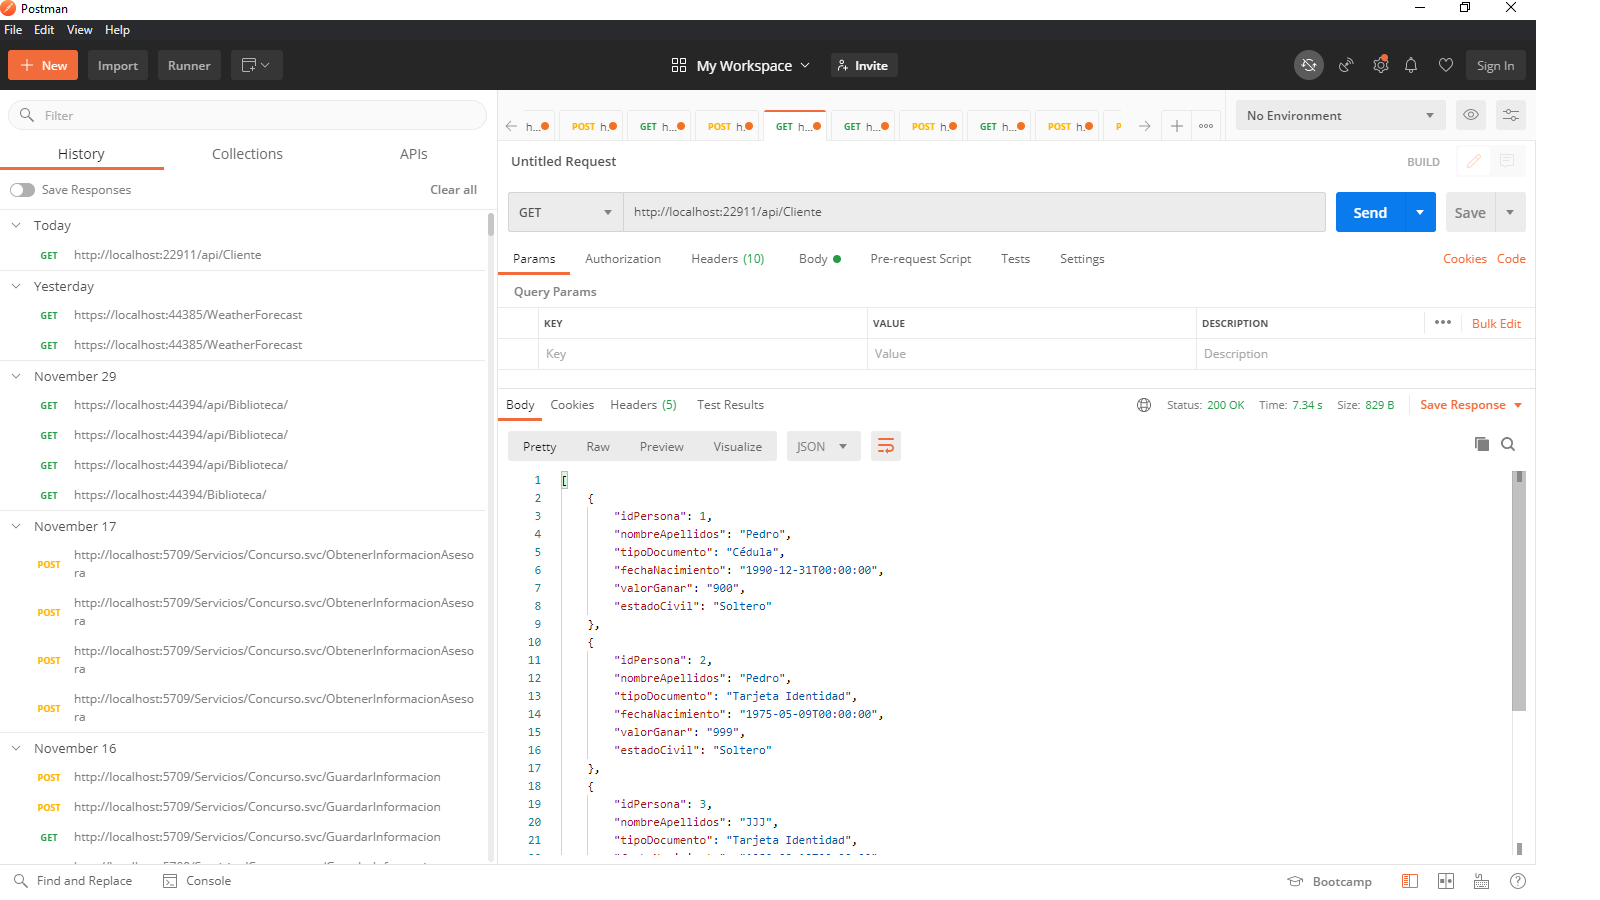 Postman
File Edit View Help
New Import Runner My Workspace Invite Sign In
Filter
History Collections APIs
Save Responses Clear all
Today
GET http://localhost:22911/api/Cliente
Yesterday
GET https://localhost:44385/WeatherForecast
GET https://localhost:44385/WeatherForecast
November 29
GET https://localhost:44394/api/Biblioteca/
GET https://localhost:44394/api/Biblioteca/
GET https://localhost:44394/api/Biblioteca/
GET https://localhost:44394/Biblioteca/
November 17
POST http://localhost:5709/Servicios/Concurso.svc/ObtenerInformacionAseso
ra
POST http://localhost:5709/Servicios/Concurso.svc/ObtenerInformacionAseso
ra
POST http://localhost:5709/Servicios/Concurso.svc/ObtenerInformacionAseso
ra
POST http://localhost:5709/Servicios/Concurso.svc/ObtenerInformacionAseso
ra
November 16
POST http://localhost:5709/Servicios/Concurso.svc/GuardarInformacion
POST http://localhost:5709/Servicios/Concurso.svc/GuardarInformacion
GET http://localhost:5709/Servicios/Concurso.svc/GuardarInformacion
h... POST h. GET h... POST h. GET h... GET h... POST h. GET h... POST h. P
No Environment
Untitled Request BUILD
GET http://localhost:22911/api/Cliente Send Save
Params Authorization Headers (10) Body Pre-request Script Tests Settings Cookies Code
Query Params
KEY VALUE DESCRIPTION ••• Bulk Edit
Key Value Description
Body Cookies Headers (5) Test Results Status: 200 OK Time: 7.34 s Size: 829 B Save Response
Pretty Raw Preview Visualize JSON
1 [
2 {
3 "idPersona": 1,
4 "nombreApellidos": "Pedro",
5 "tipoDocumento": "Cédula",
6 "fechaNacimiento": "1990-12-31T00:00:00",
7 "valorGanar": "900",
8 "estadoCivil": "Soltero"
9 },
10 {
11 "idPersona": 2,
12 "nombreApellidos": "Pedro",
13 "tipoDocumento": "Tarjeta Identidad",
14 "fechaNacimiento": "1975-05-09T00:00:00",
15 "valorGanar": "999",
16 "estadoCivil": "Soltero"
17 },
18 {
19 "idPersona": 3,
20 "nombreApellidos": "JJJ",
21 "tipoDocumento": "Tarjeta Identidad",
Find and Replace Console Bootcamp